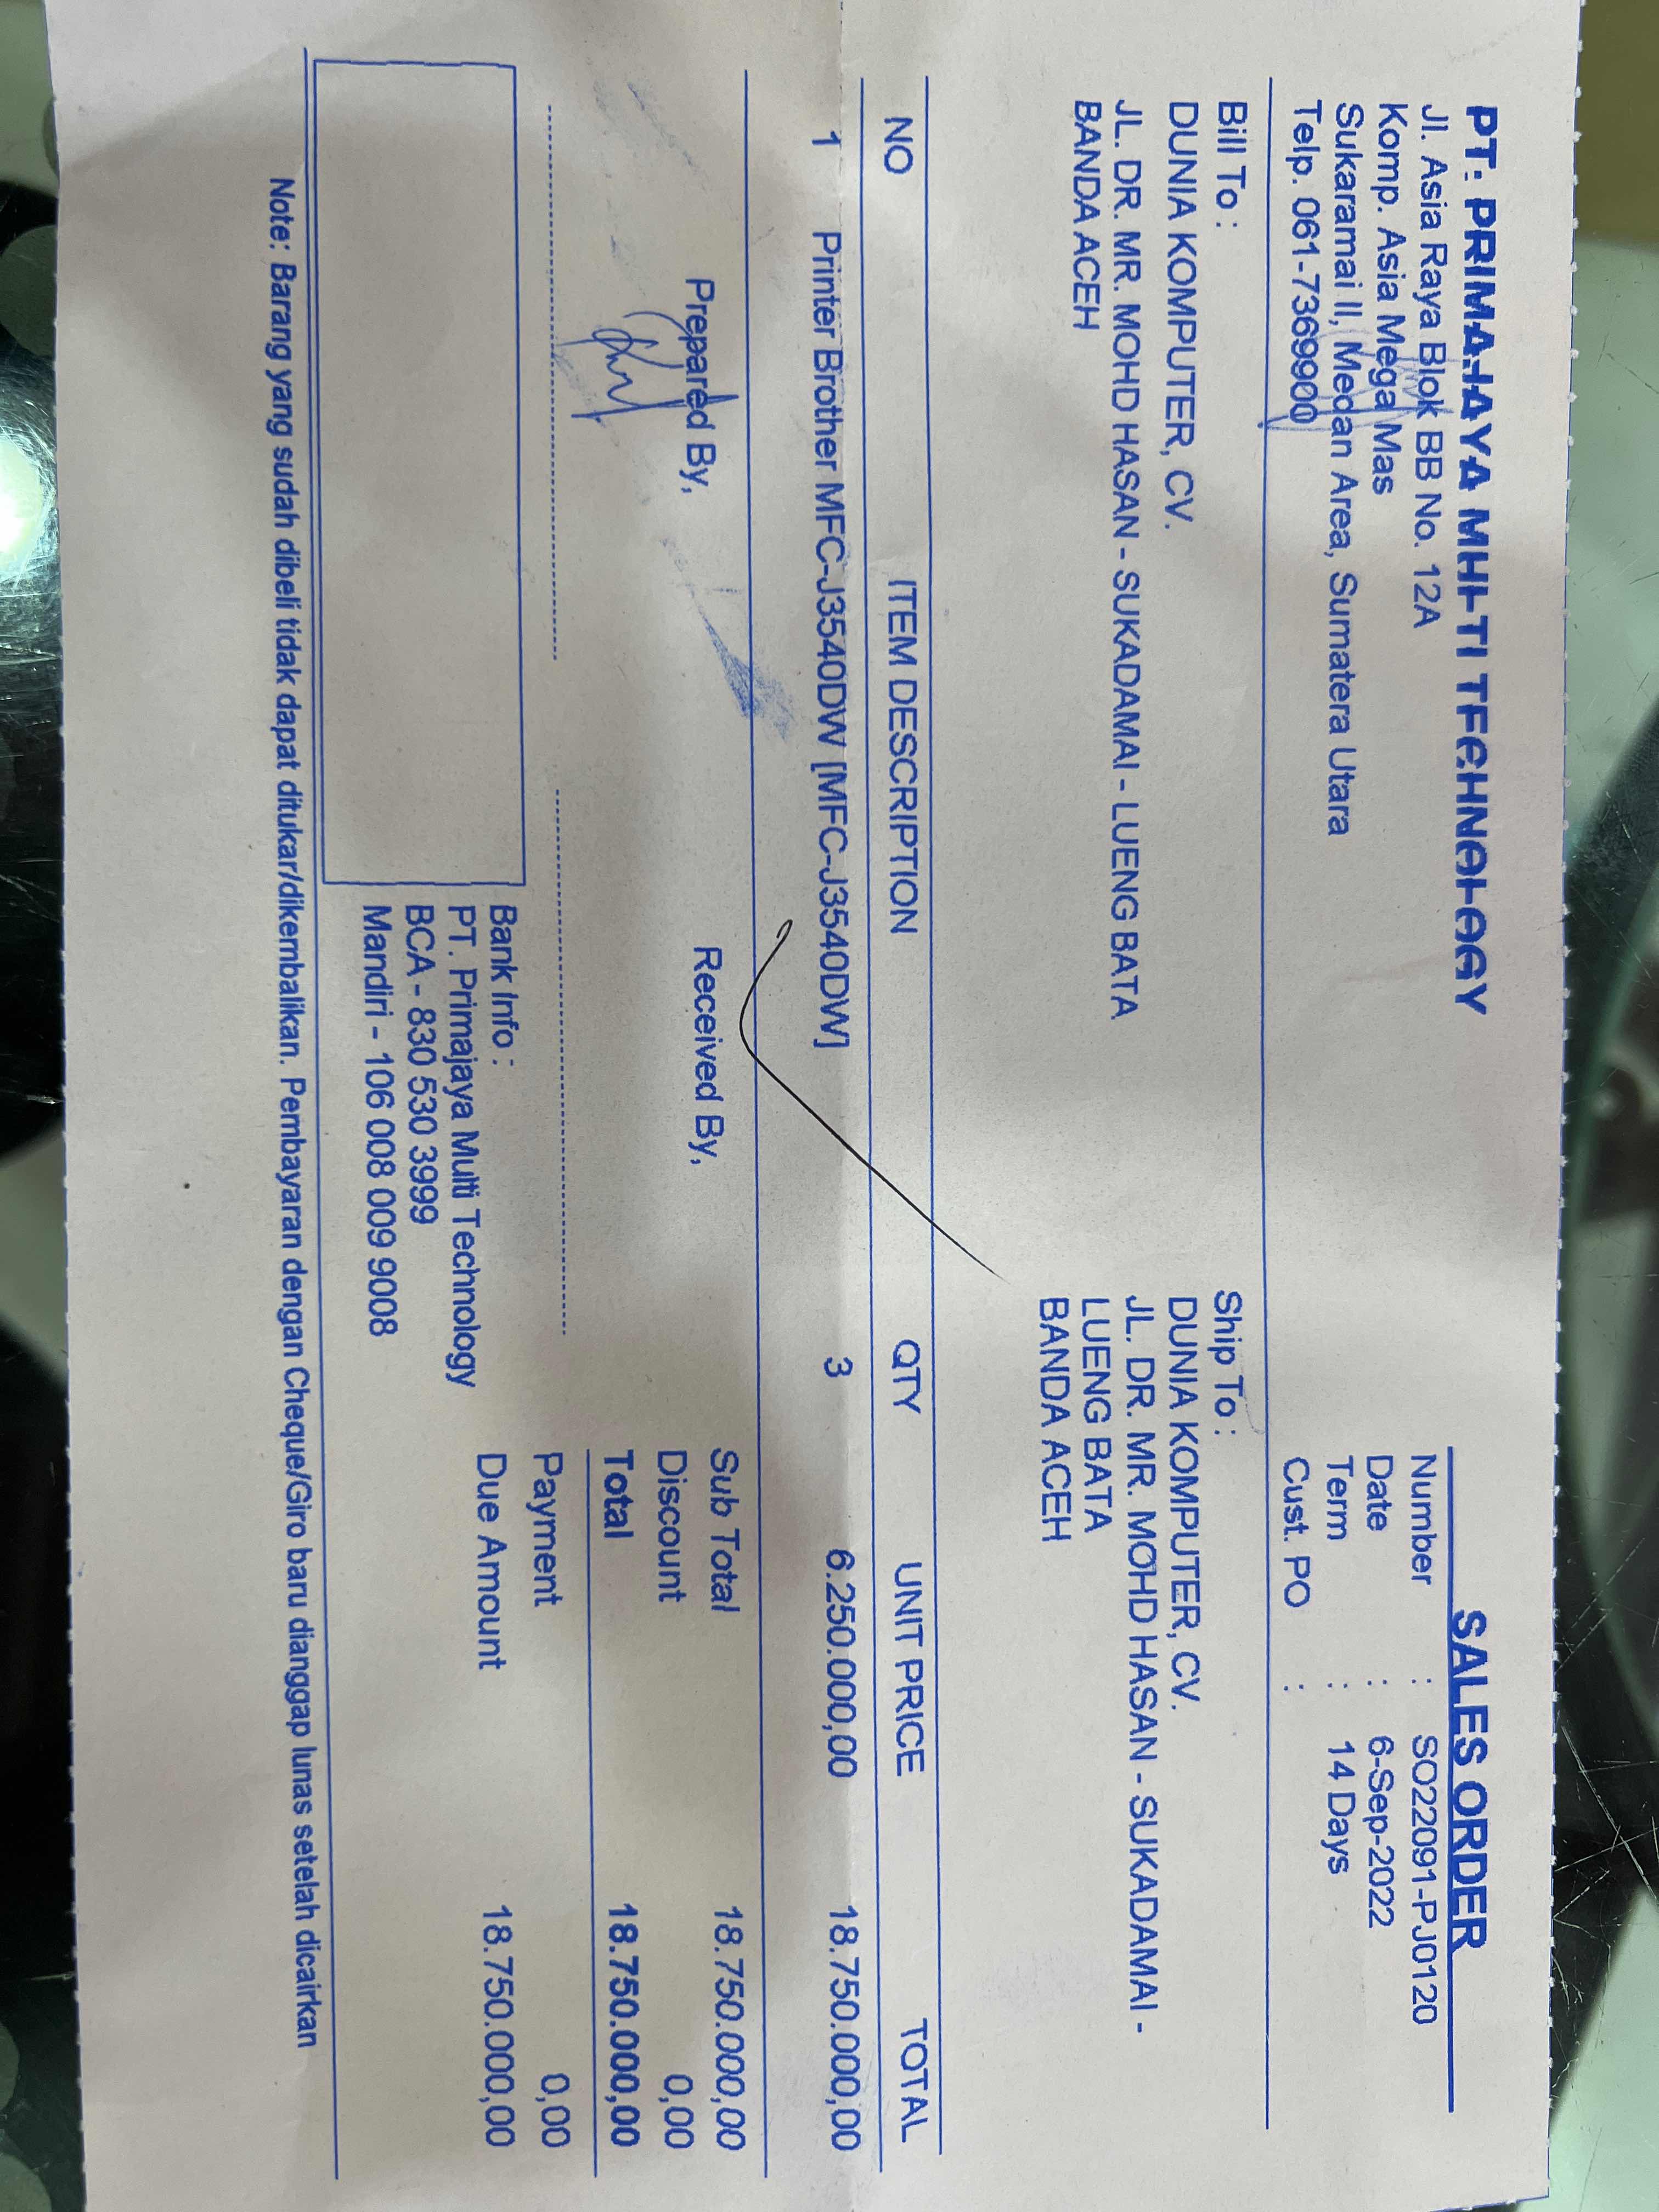 PT. PRIMAJAYA MULTI TECHNOLOGY
Jl. Asia Raya Blok BB No. 12A
Komp. Asia Mega Mas
Sukaramai II, Medan Area, Sumatera Utara
Telp. 061-7369900
SALES ORDER
Number : SO22091-PJ0120
Date : 6-Sep-2022
Term : 14 Days
Cust. PO :
Bill To :
DUNIA KOMPUTER, CV.
JL. DR. MR. MOHD HASAN - SUKADAMAI - LUENG BATA
BANDA ACEH
Ship To :
DUNIA KOMPUTER, CV.
JL. DR. MR. MOHD HASAN - SUKADAMAI -
LUENG BATA
BANDA ACEH
NO ITEM DESCRIPTION QTY UNIT PRICE TOTAL
1 Printer Brother MFC-J3540DW [MFC-J3540DW] 3 6.250.000,00 18.750.000,00
Prepared By,
Received By,
Sub Total 18.750.000,00
Discount 0,00
Total 18.750.000,00
Payment 0,00
Due Amount 18.750.000,00
Bank Info :
PT. Primajaya Multi Technology
BCA - 830 530 3999
Mandiri - 106 008 009 9008
Note: Barang yang sudah dibeli tidak dapat ditukar/dikembalikan. Pembayaran dengan Cheque/Giro baru dianggap lunas setelah dicairkan